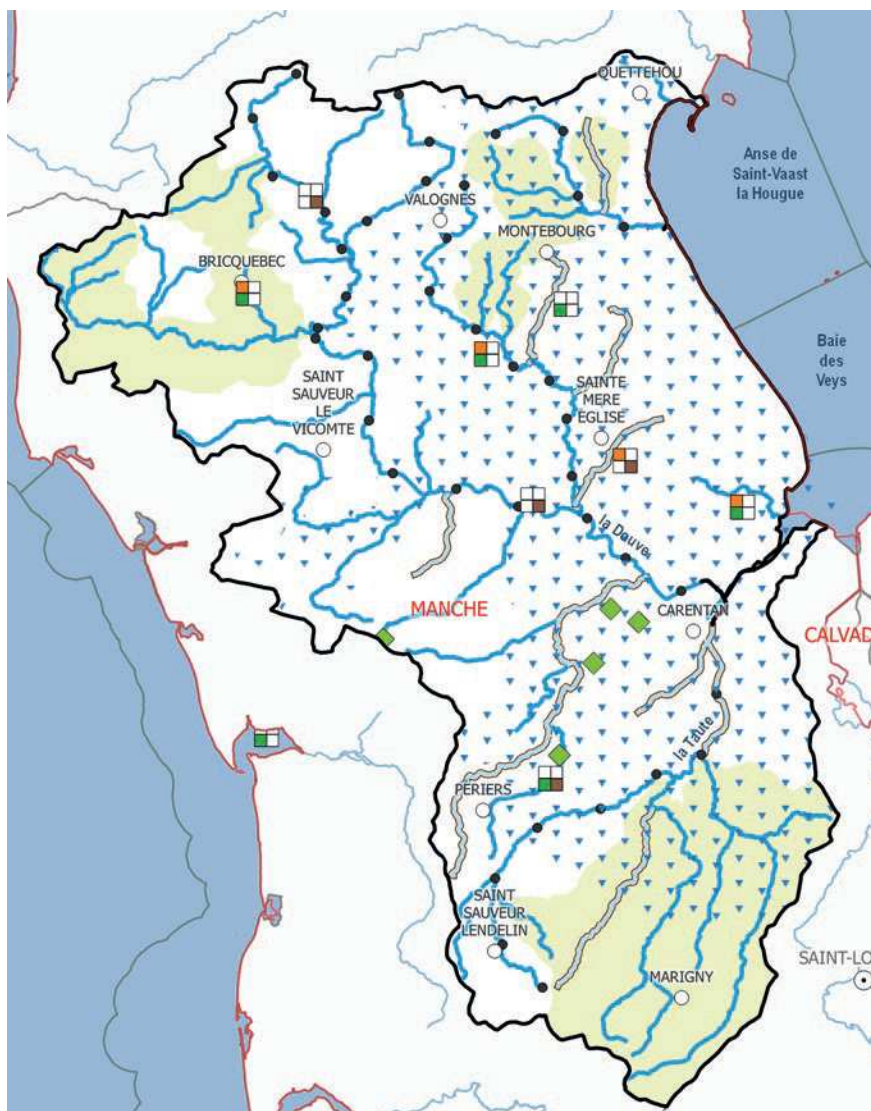 QUETTEHOU
Anse de
Saint-Vaast
la Hougue
VALOGNES
MONTEBOURG
BRICQUEBEC
Baie
des
Veys
SAINT
SAUVEUR
LE
VICOMTE
SAINTE
MERE
EGLISE
la Douve
MANCHE
CARENTAN
CALVAD
la Taute
PERIERS
SAINT
SAUVEUR
LENDELIN
MARIGNY
SAINT-LO